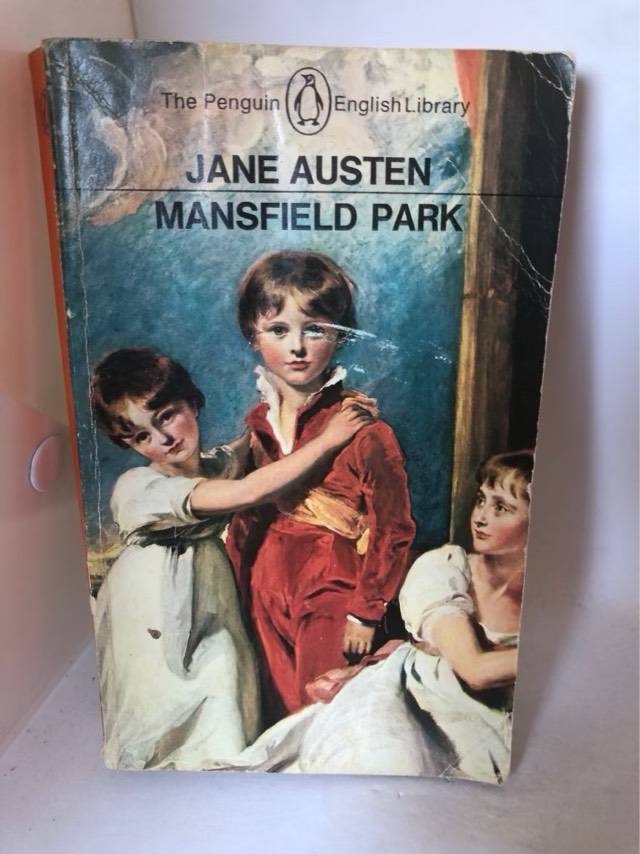 The Penguin English Library
JANE AUSTEN
MANSFIELD PARK